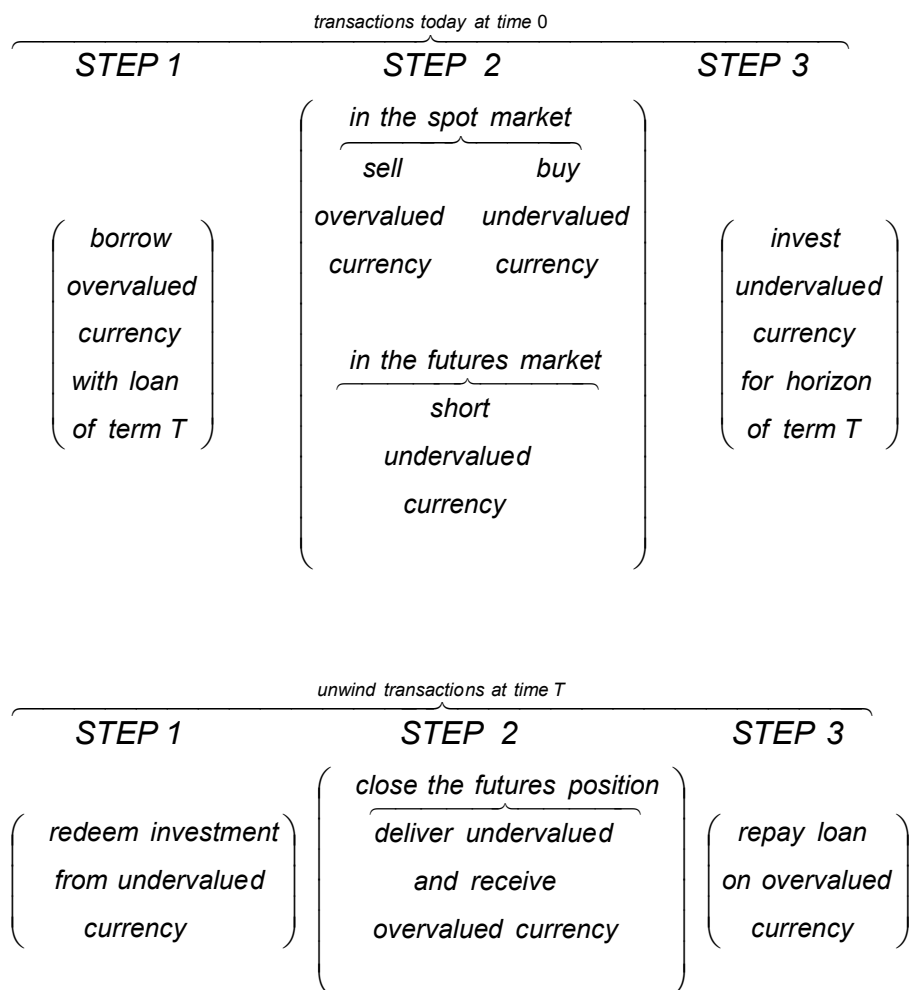 transactions today at time 0
STEP 1 STEP 2 STEP 3
in the spot market
sell buy
overvalued undervalued
currency currency
borrow
overvalued
currency
with loan
of term T
in the futures market
short
undervalued
currency
invest
undervalued
currency
for horizon
of term T
unwind transactions at time T
STEP 1 STEP 2 STEP 3
redeem investment
from undervalued
currency
close the futures position
deliver undervalued
and receive
overvalued currency
repay loan
on overvalued
currency